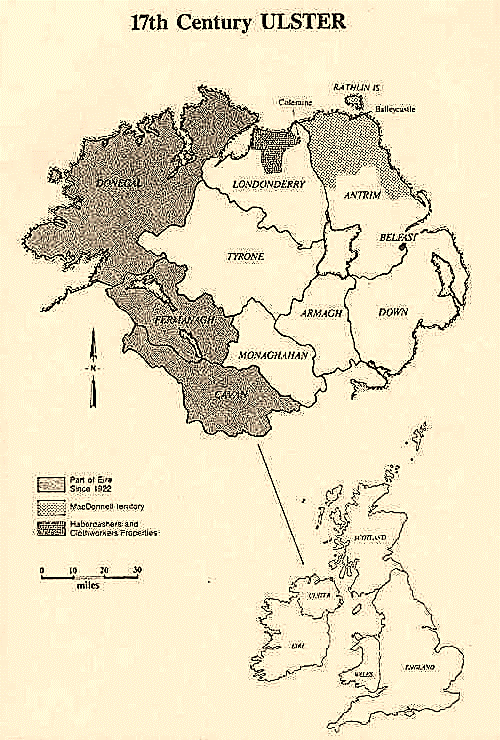 17th Century ULSTER
RATHLIN IS.
Coleraine
Balleycastle
DONEGAL
LONDONDERRY
ANTRIM
BELFAST
TYRONE
FERMANAGH
ARMAGH
DOWN
MONAGHAHAN
CAVAN
N
Part of Eire
Since 1922
MacDonnell territory
Haberdashers and
Clothworkers Properties
0 10 20 30
miles
SCOTLAND
ULSTER
EIRE
WALES
ENGLAND